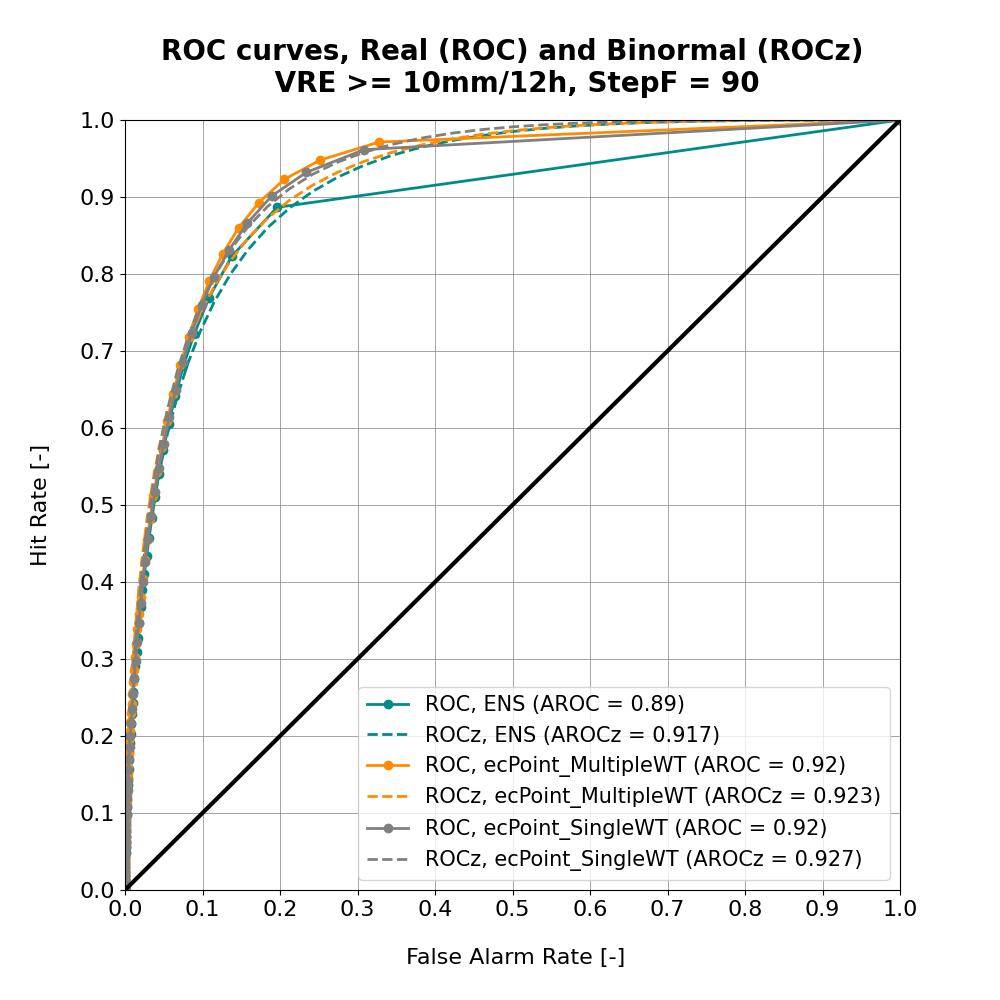 ROC curves, Real (ROC) and Binormal (ROCz)
VRE >= 10mm/12h, StepF = 90
1.0
0.9
0.8
0.7
0.6
0.5
0.4
0.3
0.2
0.1
0.0
Hit Rate [-]
ROC, ENS (AROC = 0.89)
ROCz, ENS (AROCz = 0.917)
ROC, ecPoint_MultipleWT (AROC = 0.92)
ROCz, ecPoint_MultipleWT (AROCz = 0.923)
ROC, ecPoint_SingleWT (AROC = 0.92)
ROCz, ecPoint_SingleWT (AROCz = 0.927)
0.0 0.1 0.2 0.3 0.4 0.5 0.6 0.7 0.8 0.9 1.0
False Alarm Rate [-]